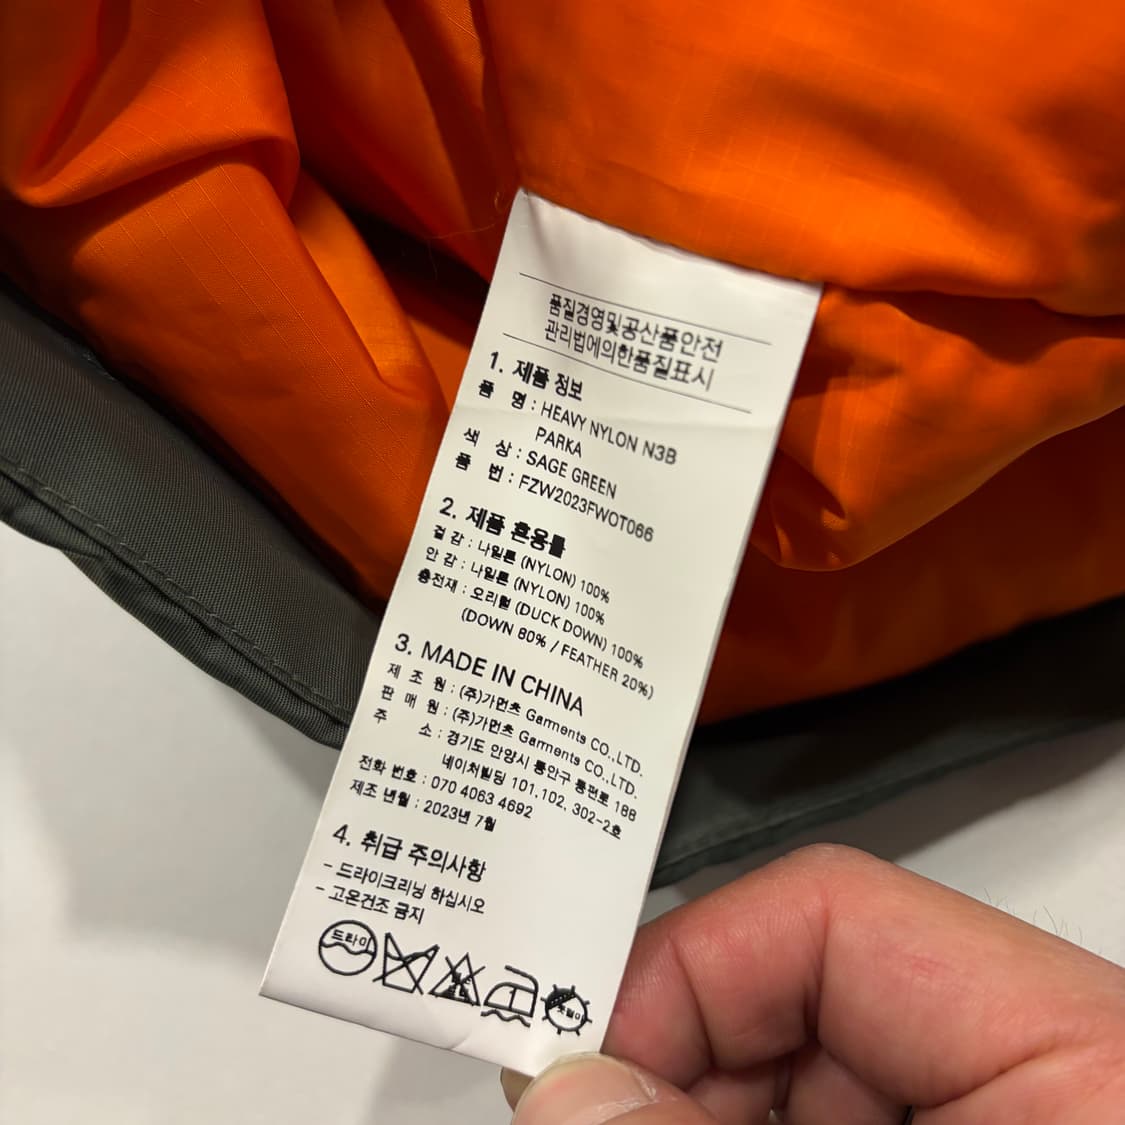 품질경영및공산품안전
관리법에의한품질표시
1. 제품 정보
품 명 : HEAVY NYLON N3B
PARKA
색 상 : SAGE GREEN
품 번 : FZW2023FWOT066
2. 제품 혼용률
겉 감 : 나일론 (NYLON) 100%
안 감 : 나일론 (NYLON) 100%
충전재 : 오리털 (DUCK DOWN) 100%
(DOWN 80% / FEATHER 20%)
3. MADE IN CHINA
제 조 원 : (주)가먼츠 Garments CO.,LTD.
판 매 원 : (주)가먼츠 Garments CO.,LTD.
주 소 : 경기도 안양시 동안구 통편로 18B
네이처빌딩 101,102, 302-2호
전화 번호 : 070 4063 4692
제조 년월 : 2023년 7월
4. 취급 주의사항
- 드라이크리닝 하십시오
- 고온건조 금지
드라이
1